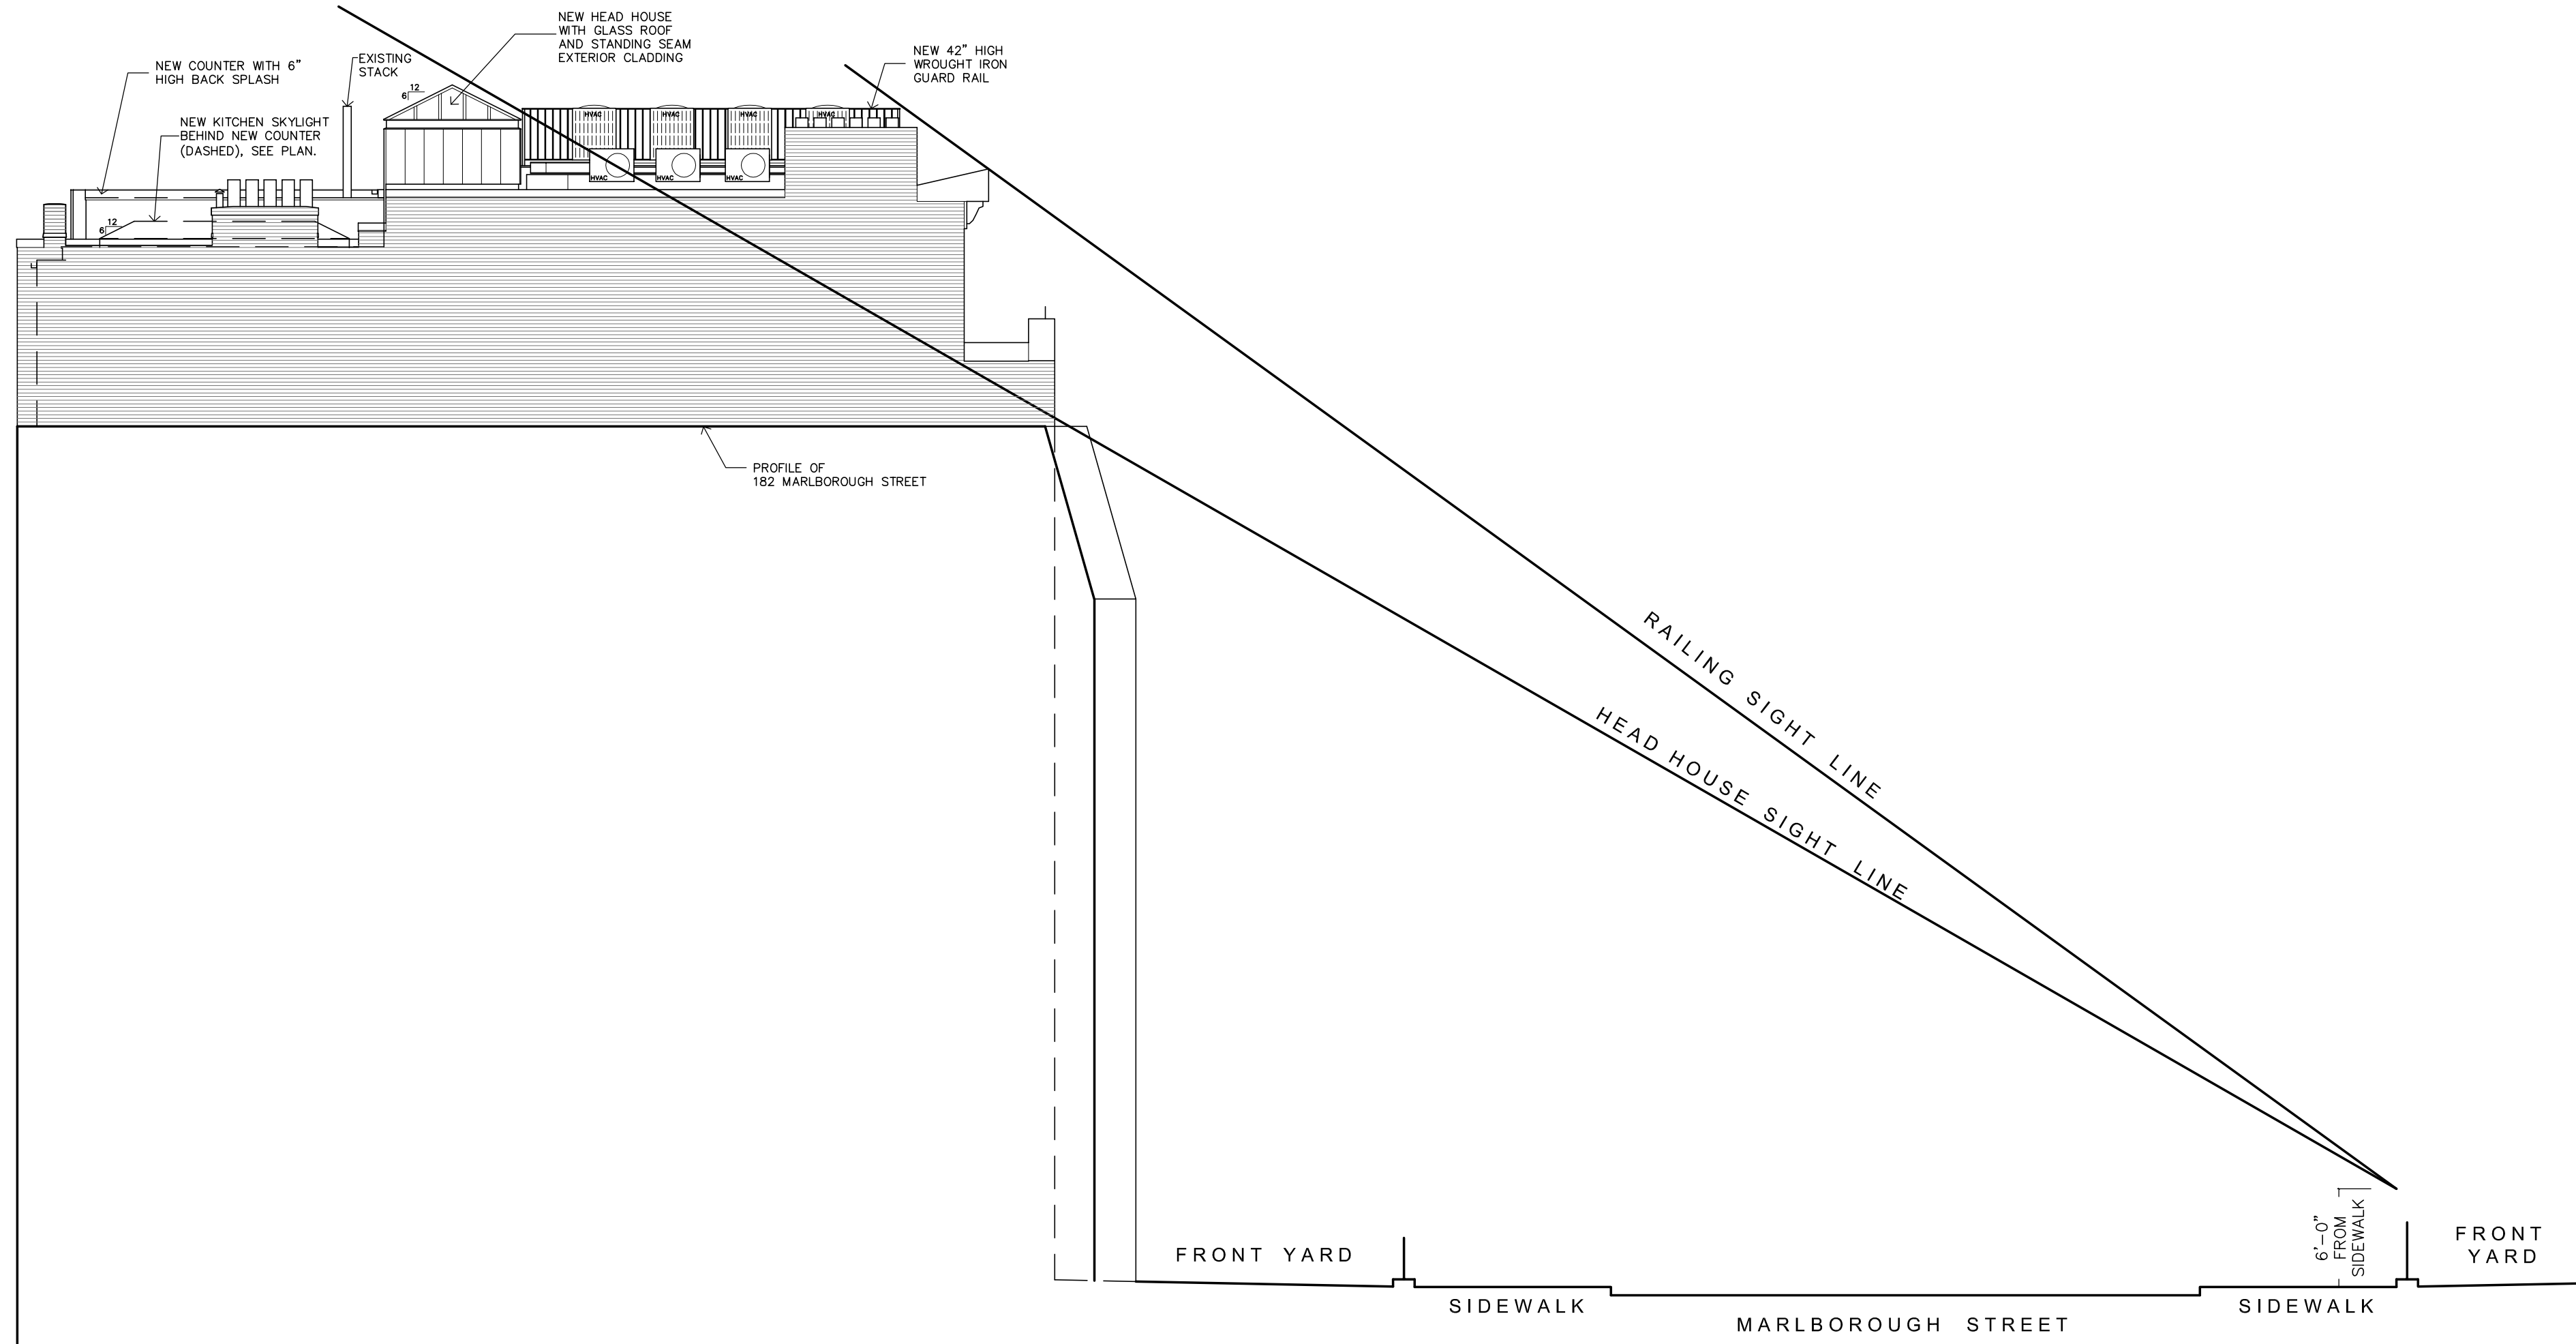 NEW HEAD HOUSE
WITH GLASS ROOF
AND STANDING SEAM
EXTERIOR CLADDING
NEW 42" HIGH
WROUGHT IRON
GUARD RAIL
EXISTING
STACK
NEW COUNTER WITH 6"
HIGH BACK SPLASH
NEW KITCHEN SKYLIGHT
BEHIND NEW COUNTER
(DASHED), SEE PLAN.
12
6
HVAC
HVAC
HVAC
HVAC
HVAC
HVAC
HVAC
12
6
PROFILE OF
182 MARLBOROUGH STREET
RAILING SIGHT LINE
HEAD HOUSE SIGHT LINE
6'-0"
FROM
SIDEWALK
FRONT YARD
FRONT
YARD
SIDEWALK
SIDEWALK
MARLBOROUGH STREET